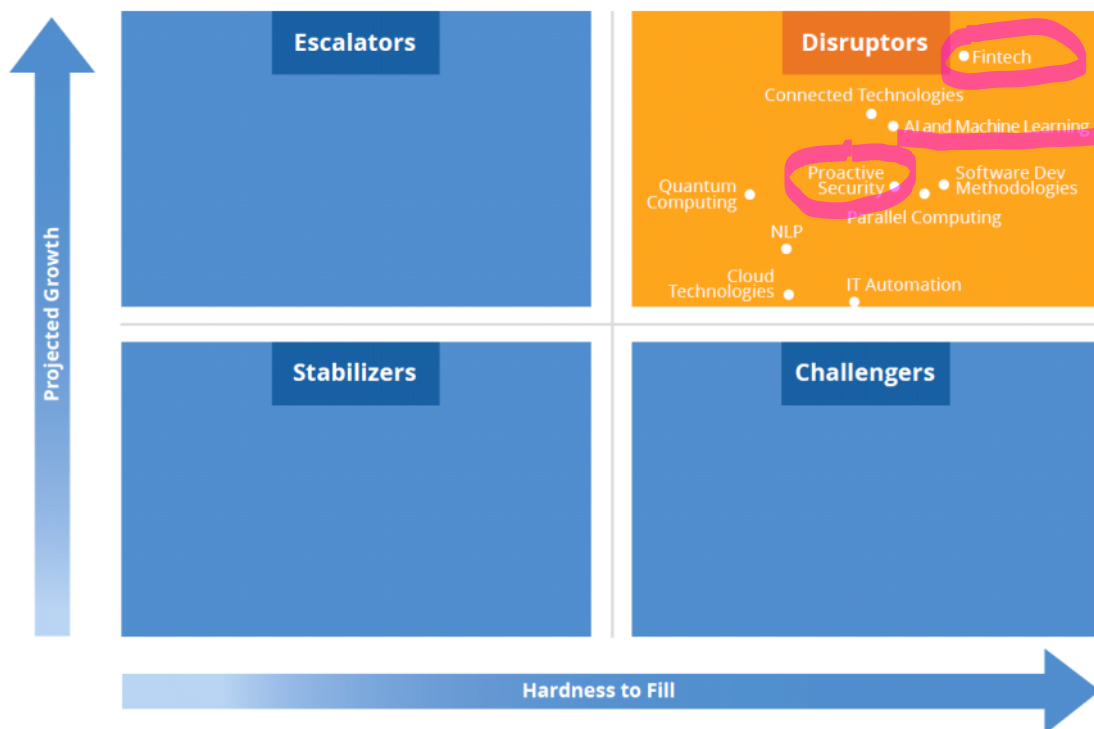 Escalators
Disruptors
Fintech
Connected Technologies
AI and Machine Learning
Proactive
Security
Software Dev
Methodologies
Quantum
Computing
Parallel Computing
NLP
Cloud
Technologies
IT Automation
Projected Growth
Stabilizers
Challengers
Hardness to Fill